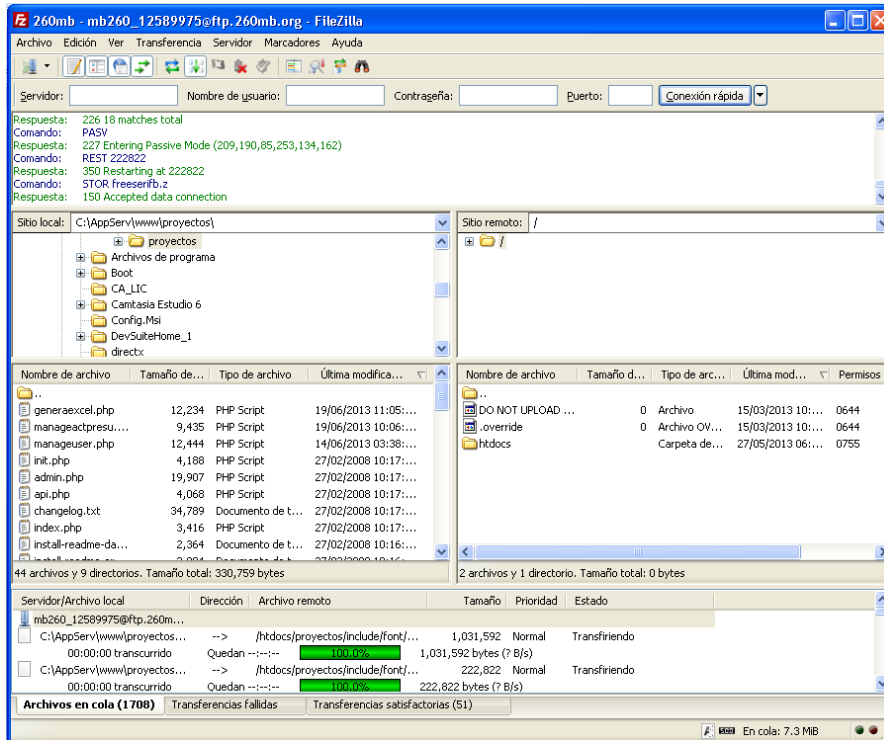 260mb - mb260_12589975@ftp.260mb.org - FileZilla
Archivo Edición Ver Transferencia Servidor Marcadores Ayuda
Servidor: Nombre de usuario: Contraseña: Puerto: Conexión rápida
Respuesta: 226 18 matches total
Comando: PASV
Respuesta: 227 Entering Passive Mode (209,190,85,253,134,162)
Comando: REST 222822
Respuesta: 350 Restarting at 222822
Comando: STOR freeserifb.z
Respuesta: 150 Accepted data connection
Sitio local: C:\AppServ\www\proyectos\
proyectos
Archivos de programa
Boot
CA_LIC
Camtasia Estudio 6
Config.Msi
DevSuiteHome_1
directx
Sitio remoto: /
/
Nombre de archivo Tamaño de... Tipo de archivo Última modifica...
..
generaexcel.php 12,234 PHP Script 19/06/2013 11:05:...
manageactpresu.... 9,435 PHP Script 19/06/2013 10:06:...
manageuser.php 12,444 PHP Script 14/06/2013 03:38:...
init.php 4,188 PHP Script 27/02/2008 10:17:...
admin.php 19,907 PHP Script 27/02/2008 10:17:...
api.php 4,068 PHP Script 27/02/2008 10:17:...
changelog.txt 34,789 Documento de t... 27/02/2008 10:17:...
index.php 3,416 PHP Script 27/02/2008 10:17:...
install-readme-da... 2,364 Documento de t... 27/02/2008 10:16:...
44 archivos y 9 directorios. Tamaño total: 330,759 bytes
Nombre de archivo Tamaño d... Tipo de arc... Última mod... Permisos
..
DO NOT UPLOAD ... 0 Archivo 15/03/2013 10:... 0644
.override 0 Archivo OV... 15/03/2013 10:... 0644
htdocs Carpeta de... 27/05/2013 06:... 0755
2 archivos y 1 directorio. Tamaño total: 0 bytes
Servidor/Archivo local Dirección Archivo remoto Tamaño Prioridad Estado
mb260_12589975@ftp.260m...
C:\AppServ\www\proyectos... --> /htdocs/proyectos/include/font/... 1,031,592 Normal Transfiriendo
00:00:00 transcurrido Quedan --:--:-- 100.0% 1,031,592 bytes (? B/s)
C:\AppServ\www\proyectos... --> /htdocs/proyectos/include/font/... 222,822 Normal Transfiriendo
00:00:00 transcurrido Quedan --:--:-- 100.0% 222,822 bytes (? B/s)
Archivos en cola (1708) Transferencias fallidas Transferencias satisfactorias (51)
En cola: 7.3 MiB